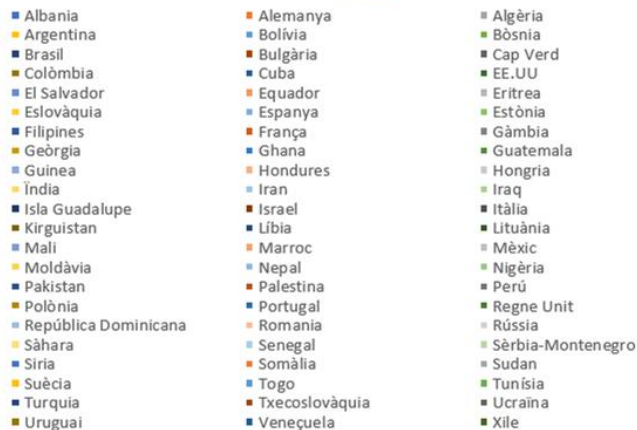 Albania Alemanya Algèria
Argentina Bolívia Bòsnia
Brasil Bulgària Cap Verd
Colòmbia Cuba EE.UU
El Salvador Equador Eritrea
Eslovàquia Espanya Estònia
Filipines França Gàmbia
Geòrgia Ghana Guatemala
Guinea Hondures Hongria
Índia Iran Iraq
Isla Guadalupe Israel Itàlia
Kirguistan Líbia Lituània
Mali Marroc Mèxic
Moldàvia Nepal Nigèria
Pakistan Palestina Perú
Polònia Portugal Regne Unit
República Dominicana Romania Rússia
Sàhara Senegal Sèrbia-Montenegro
Siria Somàlia Sudan
Suècia Togo Tunísia
Turquia Txecoslovàquia Ucraïna
Uruguai Veneçuela Xile